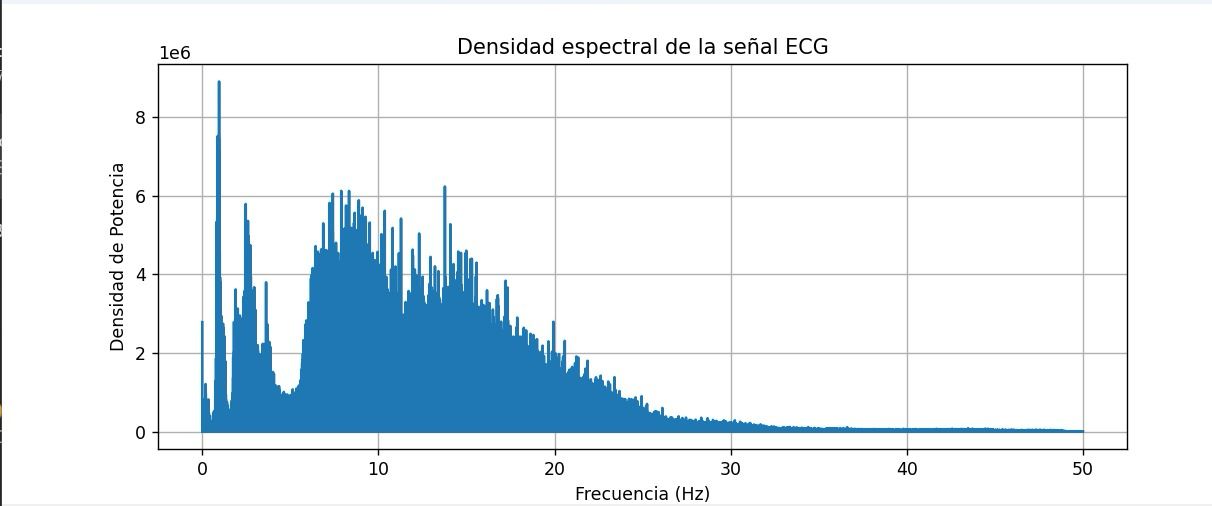 Densidad espectral de la señal ECG
1e6
8
6
4
2
0
Densidad de Potencia
0 10 20 30 40 50
Frecuencia (Hz)